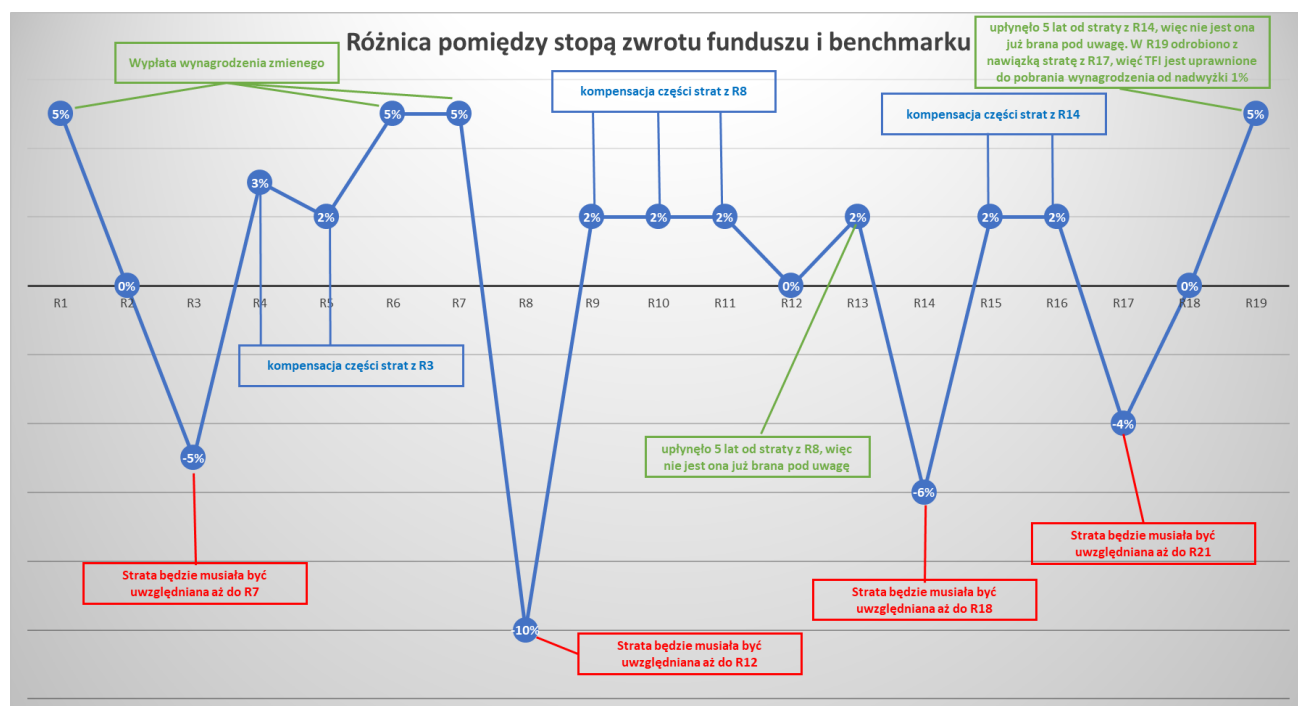 Różnica pomiędzy stopą zwrotu funduszu i benchmarku
upłynęło 5 lat od straty z R14, więc nie jest ona
już brana pod uwagę. W R19 odrobiono z
nawiązką stratę z R17, więć TFI jest uprawnione
do pobrania wynagrodzenia od nadwyżki 1%
Wypłata wynagrodzenia zmienego
kompensacja części strat z R8
kompensacja części strat z R14
5%
0%
-5%
3%
2%
5%
5%
-10%
2%
2%
2%
0%
2%
-6%
2%
2%
-4%
0%
5%
R1
R2
R3
R4
R5
R6
R7
R8
R9
R10
R11
R12
R13
R14
R15
R16
R17
R18
R19
kompensacja części strat z R3
upłynęło 5 lat od straty z R8, więc
nie jest ona już brana pod uwagę
Strata będzie musiała być
uwzględniana aż do R7
Strata będzie musiała być
uwzględniana aż do R12
Strata będzie musiała być
uwzględniana aż do R18
Strata będzie musiała być
uwzględniana aż do R21